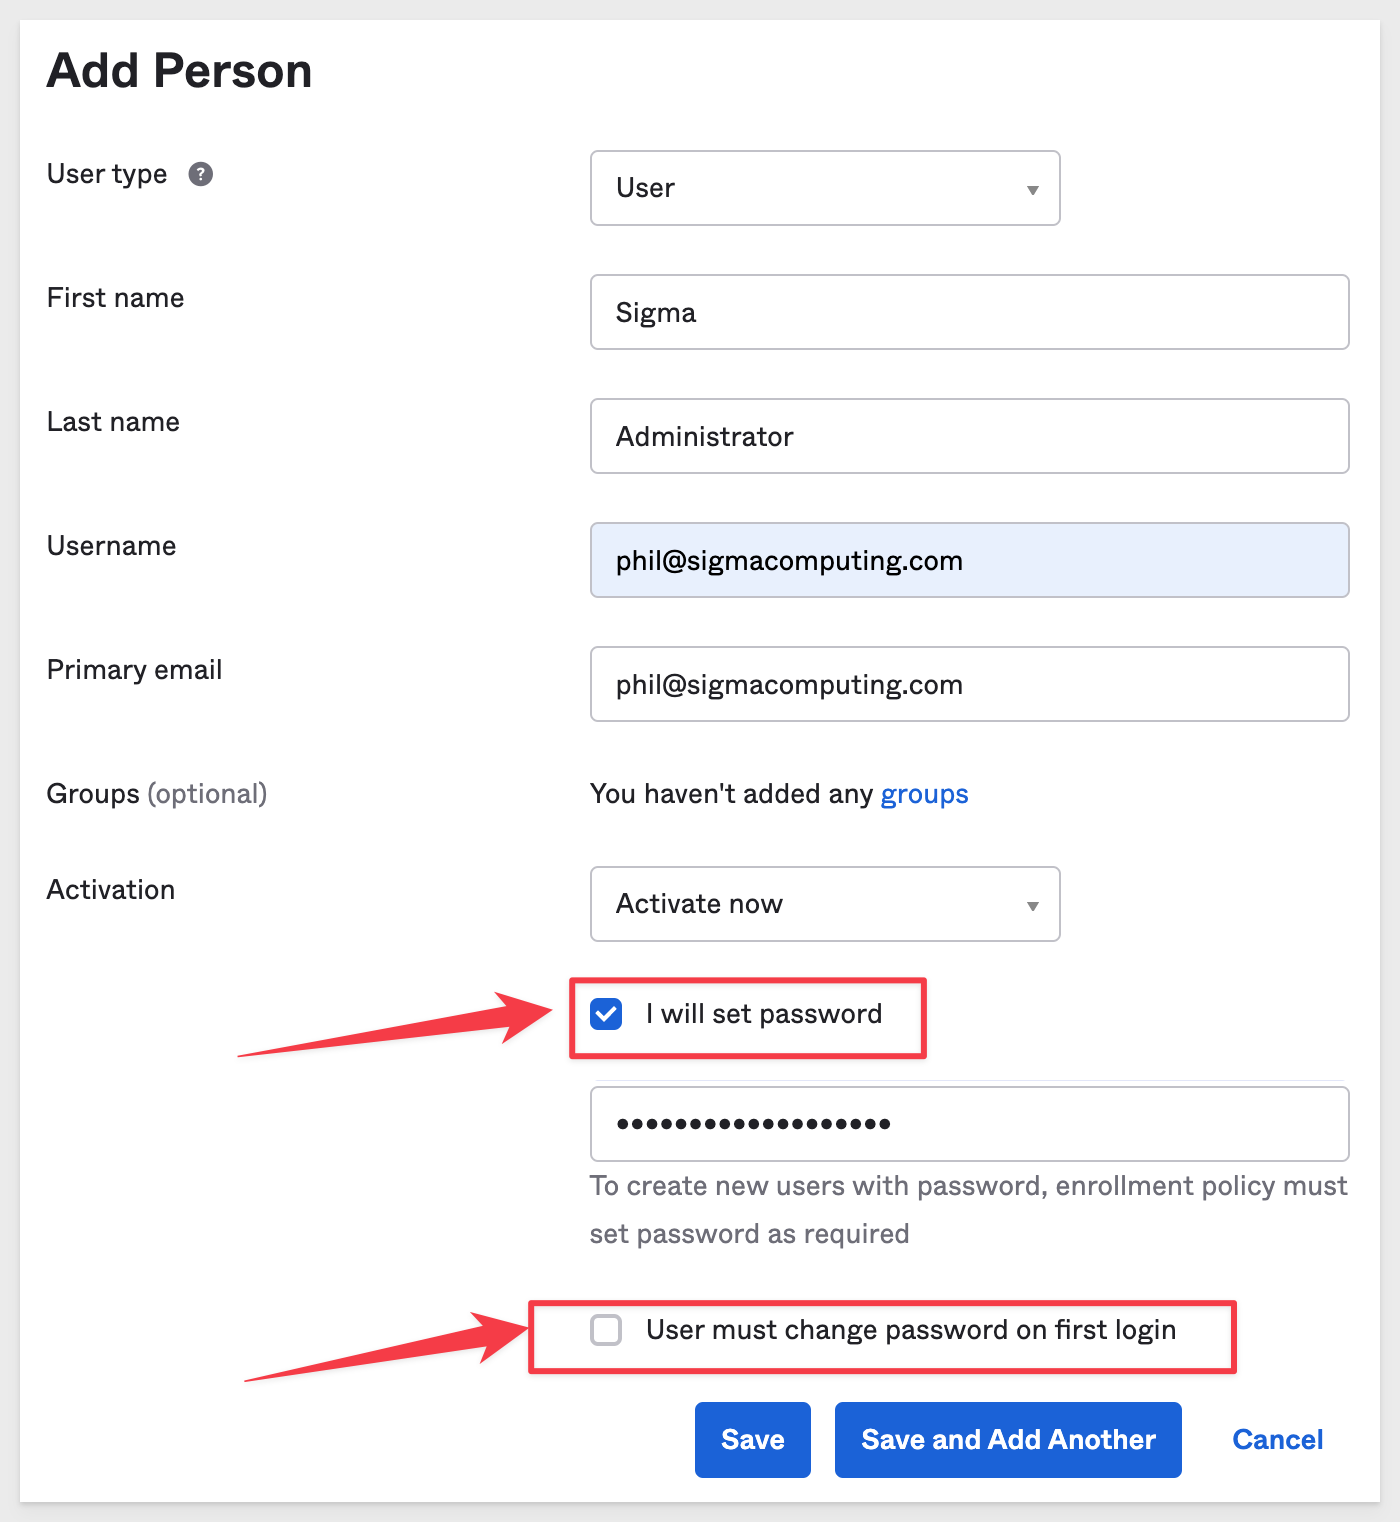 Add Person
User type ?
User
First name
Sigma
Last name
Administrator
Username
phil@sigmacomputing.com
Primary email
phil@sigmacomputing.com
Groups (optional)
You haven't added any groups
Activation
Activate now
I will set password
•••••••••••••••••••
To create new users with password, enrollment policy must
set password as required
User must change password on first login
Save
Save and Add Another
Cancel